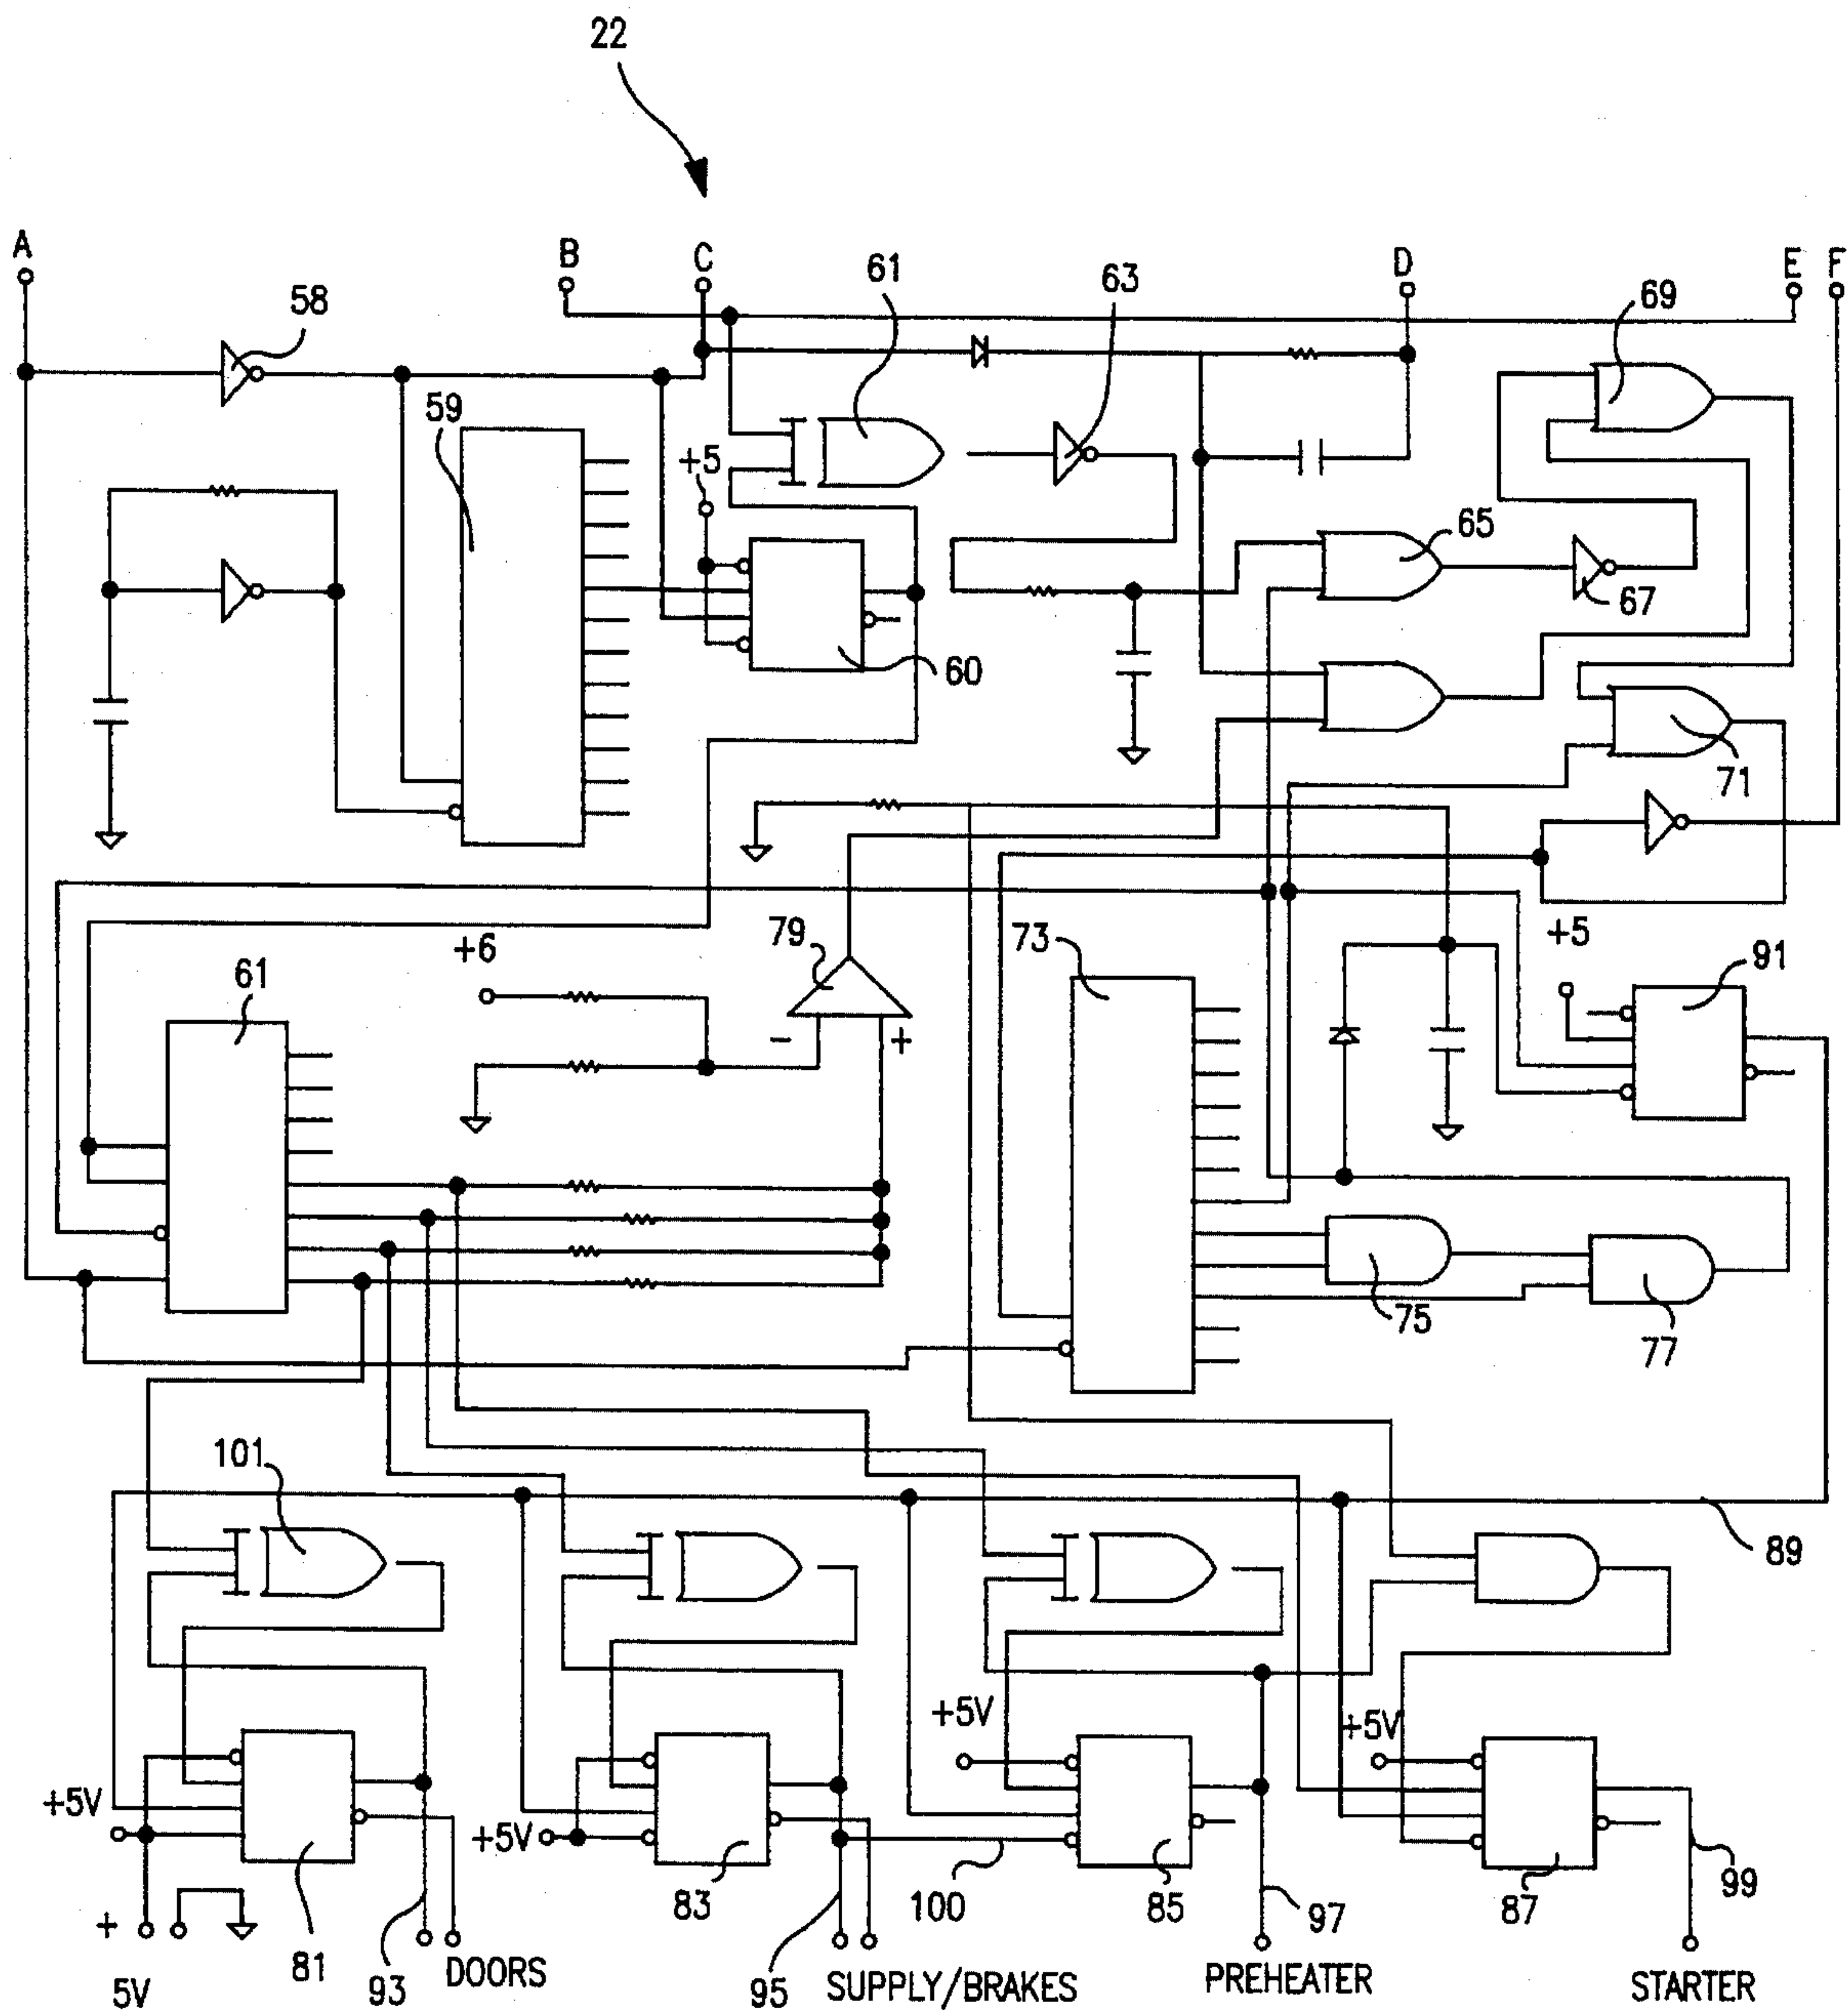 22
A
B
C
D
E
F
58
61
63
69
59
+5
65
67
60
71
+6
79
73
+5
91
61
-
+
75
77
101
89
+5V
+5V
+5V
+5V
+
81
83
100
85
97
87
99
5V
93
DOORS
95
SUPPLY/BRAKES
PREHEATER
STARTER